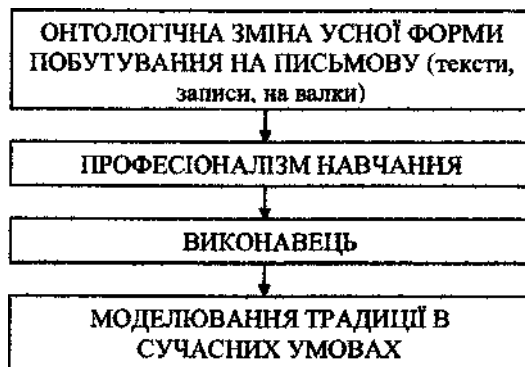 ОНТОЛОГІЧНА ЗМІНА УСНОЇ ФОРМИ
ПОБУТУВАННЯ НА ПИСЬМОВУ (тексти,
записи, на валки)
ПРОФЕСІОНАЛІЗМ НАВЧАННЯ
ВИКОНАВЕЦЬ
МОДЕЛЮВАННЯ ТРАДИЦІЇ В
СУЧАСНИХ УМОВАХ